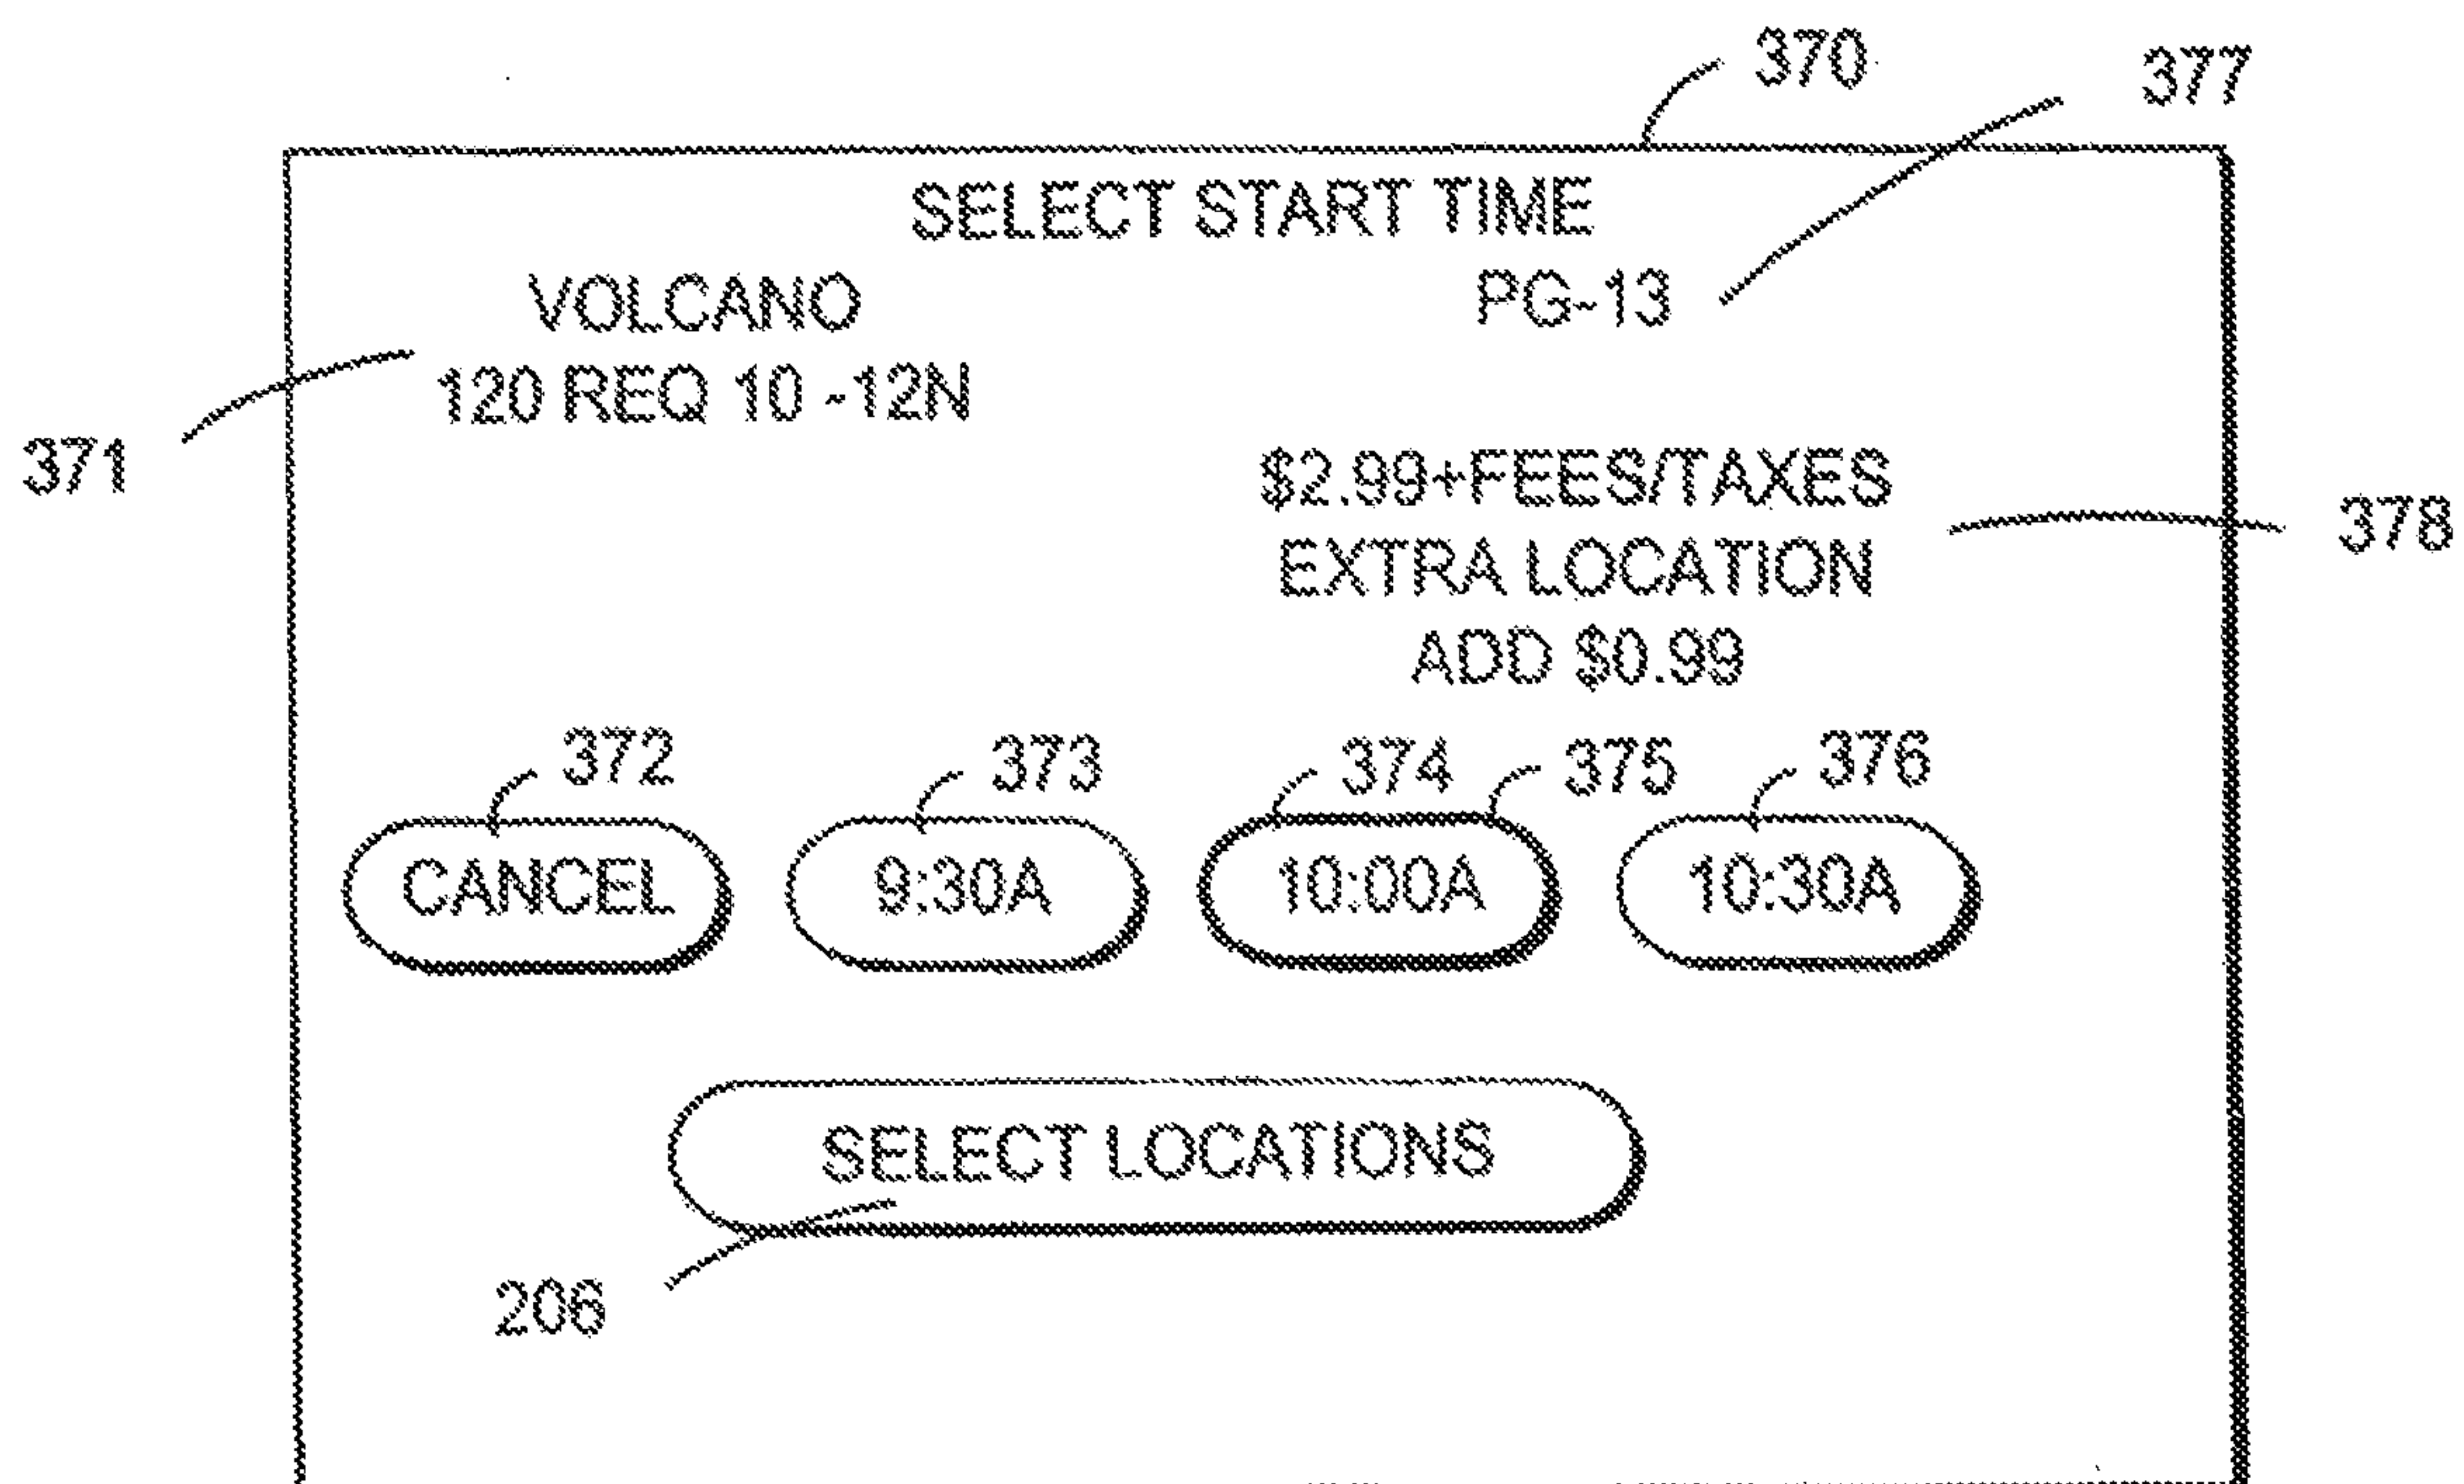 370
377
SELECT START TIME
VOLCANO PG-13
120 REQ 10 -12N
371
$2.99+FEES/TAXES
378
EXTRA LOCATION
ADD $0.99
372 373 374 375 376
CANCEL 9:30A 10:00A 10:30A
SELECT LOCATIONS
206